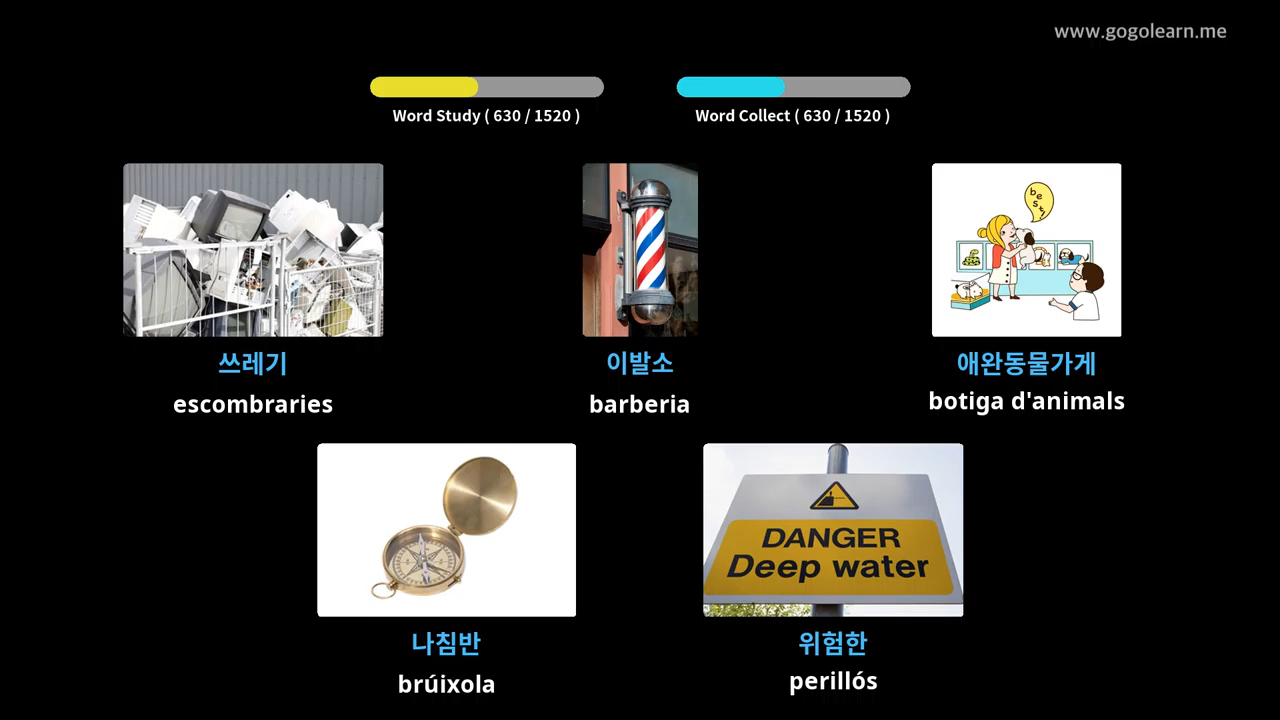 www.gogolearn.me
Word Study ( 630 / 1520 )
Word Collect ( 630 / 1520 )
best!
쓰레기
이발소
애완동물가게
escombraries
barberia
botiga d'animals
DANGER
Deep water
나침반
위험한
brúixola
perillós